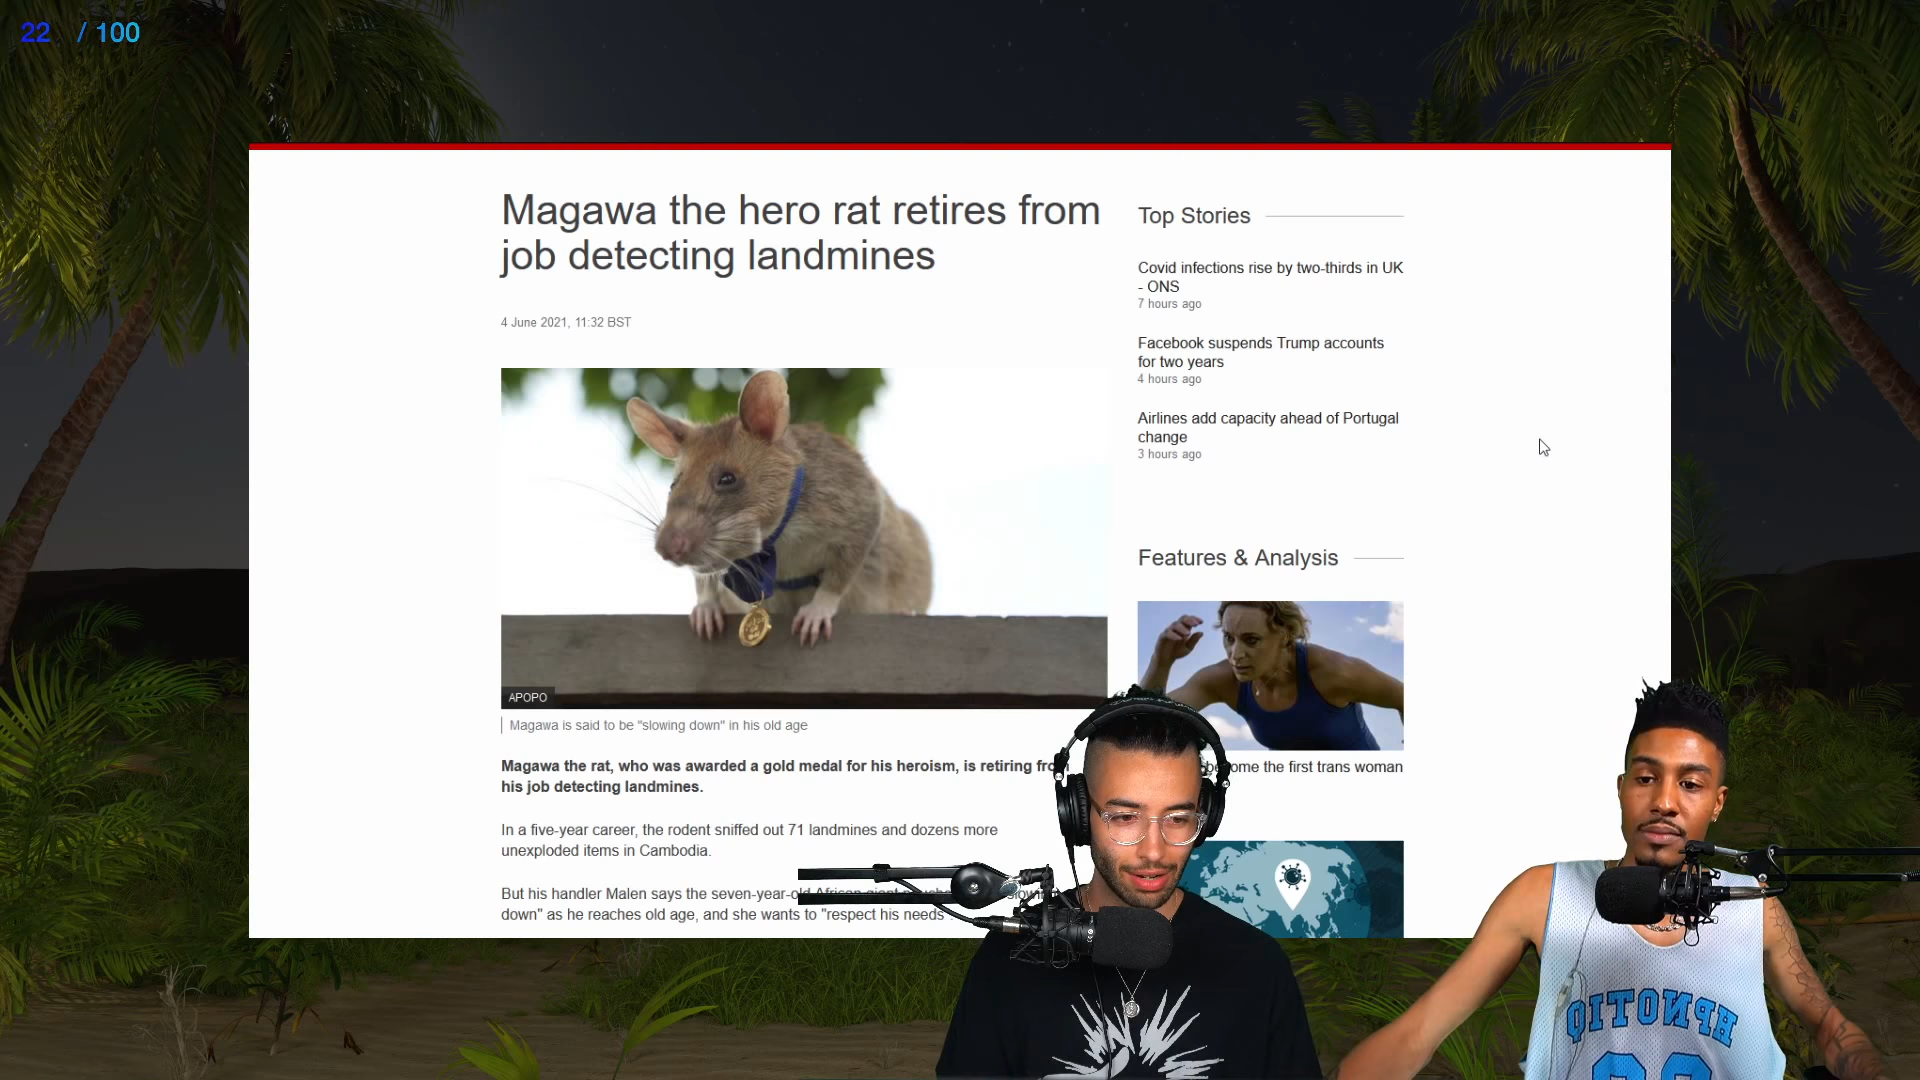 22 / 100
Magawa the hero rat retires from
job detecting landmines
4 June 2021, 11:32 BST
APOPO
Magawa is said to be "slowing down" in his old age
Magawa the rat, who was awarded a gold medal for his heroism, is retiring from
his job detecting landmines.
In a five-year career, the rodent sniffed out 71 landmines and dozens more
unexploded items in Cambodia.
But his handler Malen says the seven-year-old African giant
down" as he reaches old age, and she wants to "respect his needs
Top Stories
Covid infections rise by two-thirds in UK
- ONS
7 hours ago
Facebook suspends Trump accounts
for two years
4 hours ago
Airlines add capacity ahead of Portugal
change
3 hours ago
Features & Analysis
become the first trans woman
HPNOTIQ